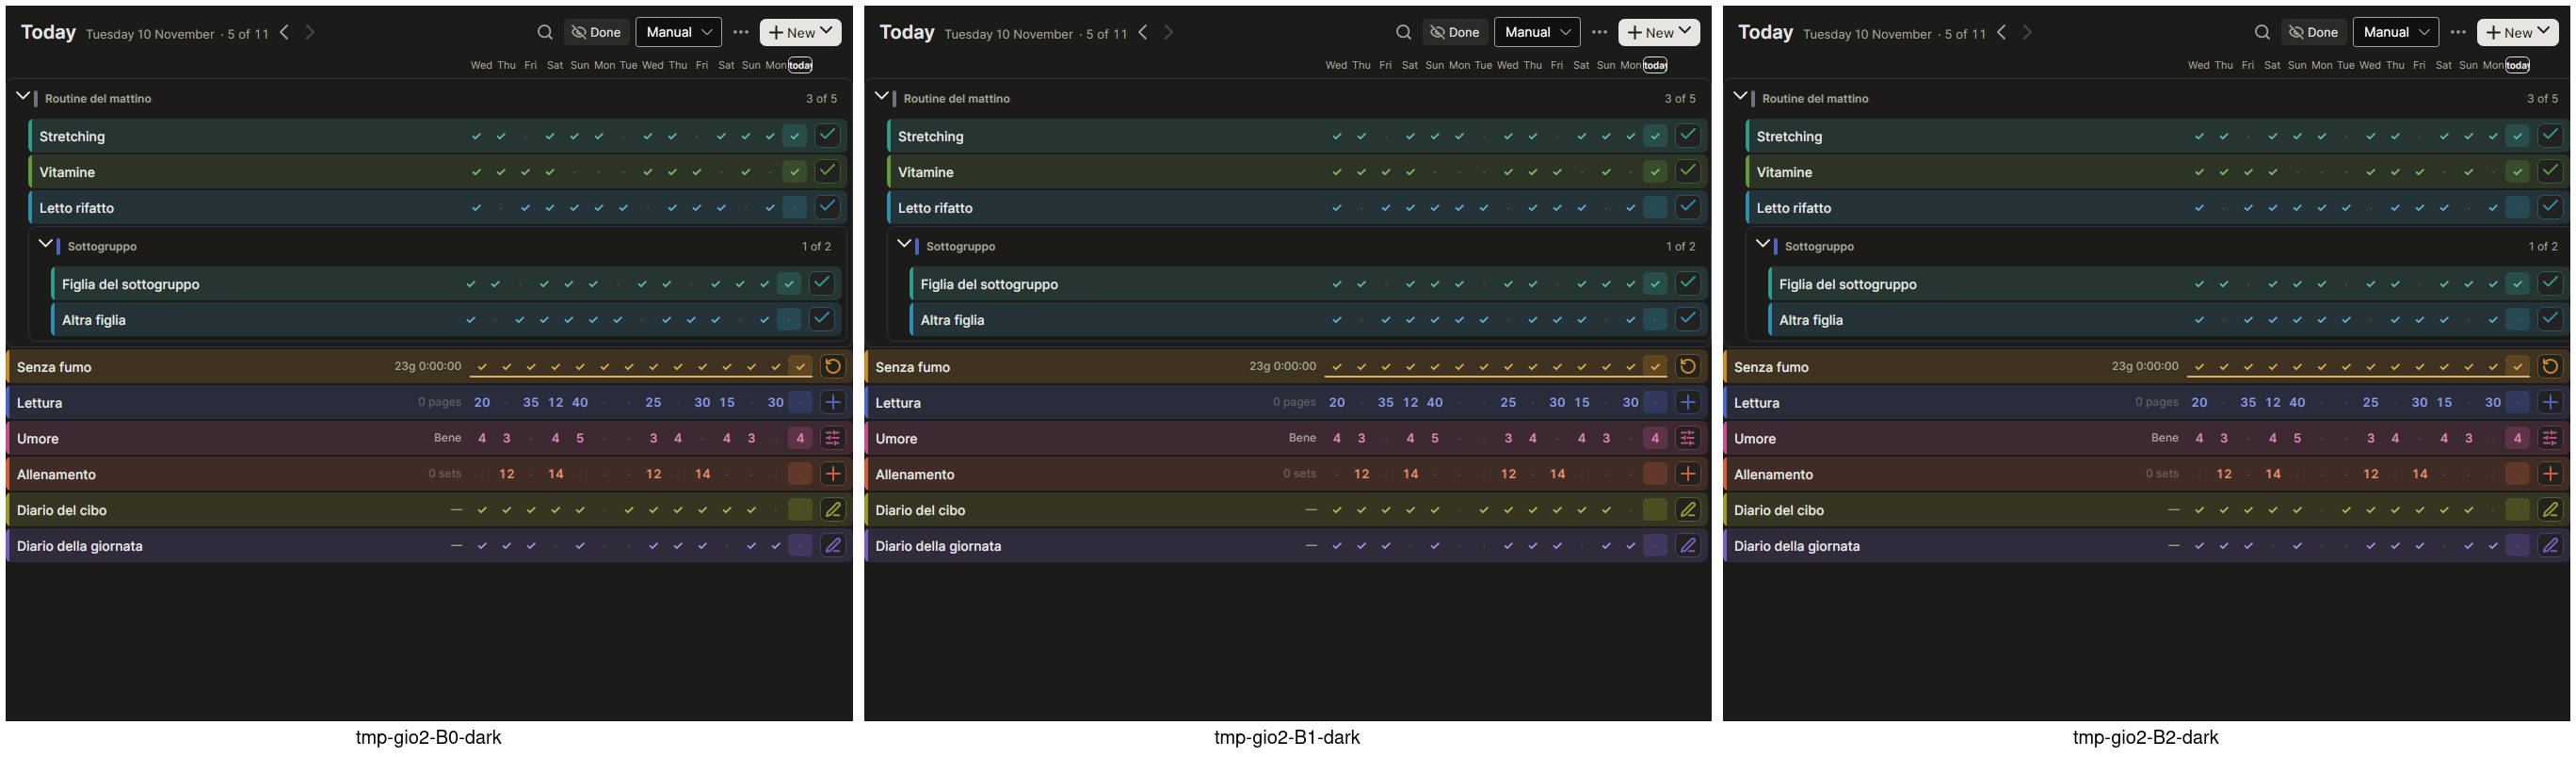 Today Tuesday 10 November · 5 of 11 Done Manual ··· + New
Wed Thu Fri Sat Sun Mon Tue Wed Thu Fri Sat Sun Mon today
Routine del mattino 3 of 5
Stretching
Vitamine
Letto rifatto
Sottogruppo 1 of 2
Figlia del sottogruppo
Altra figlia
Senza fumo 23g 0:00:00
Lettura 0 pages 20 · 35 12 40 · · 25 · 30 15 · 30 ·
Umore Bene 4 3 · 4 5 · · 3 4 · 4 3 · 4
Allenamento 0 sets · 12 · 14 · · · 12 · 14 · · · ·
Diario del cibo —
Diario della giornata —
tmp-gio2-B0-dark
Today Tuesday 10 November · 5 of 11 Done Manual ··· + New
Wed Thu Fri Sat Sun Mon Tue Wed Thu Fri Sat Sun Mon today
Routine del mattino 3 of 5
Stretching
Vitamine
Letto rifatto
Sottogruppo 1 of 2
Figlia del sottogruppo
Altra figlia
Senza fumo 23g 0:00:00
Lettura 0 pages 20 · 35 12 40 · · 25 · 30 15 · 30 ·
Umore Bene 4 3 · 4 5 · · 3 4 · 4 3 · 4
Allenamento 0 sets · 12 · 14 · · · 12 · 14 · · · ·
Diario del cibo —
Diario della giornata —
tmp-gio2-B1-dark
Today Tuesday 10 November · 5 of 11 Done Manual ··· + New
Wed Thu Fri Sat Sun Mon Tue Wed Thu Fri Sat Sun Mon today
Routine del mattino 3 of 5
Stretching
Vitamine
Letto rifatto
Sottogruppo 1 of 2
Figlia del sottogruppo
Altra figlia
Senza fumo 23g 0:00:00
Lettura 0 pages 20 · 35 12 40 · · 25 · 30 15 · 30 ·
Umore Bene 4 3 · 4 5 · · 3 4 · 4 3 · 4
Allenamento 0 sets · 12 · 14 · · · 12 · 14 · · · ·
Diario del cibo —
Diario della giornata —
tmp-gio2-B2-dark